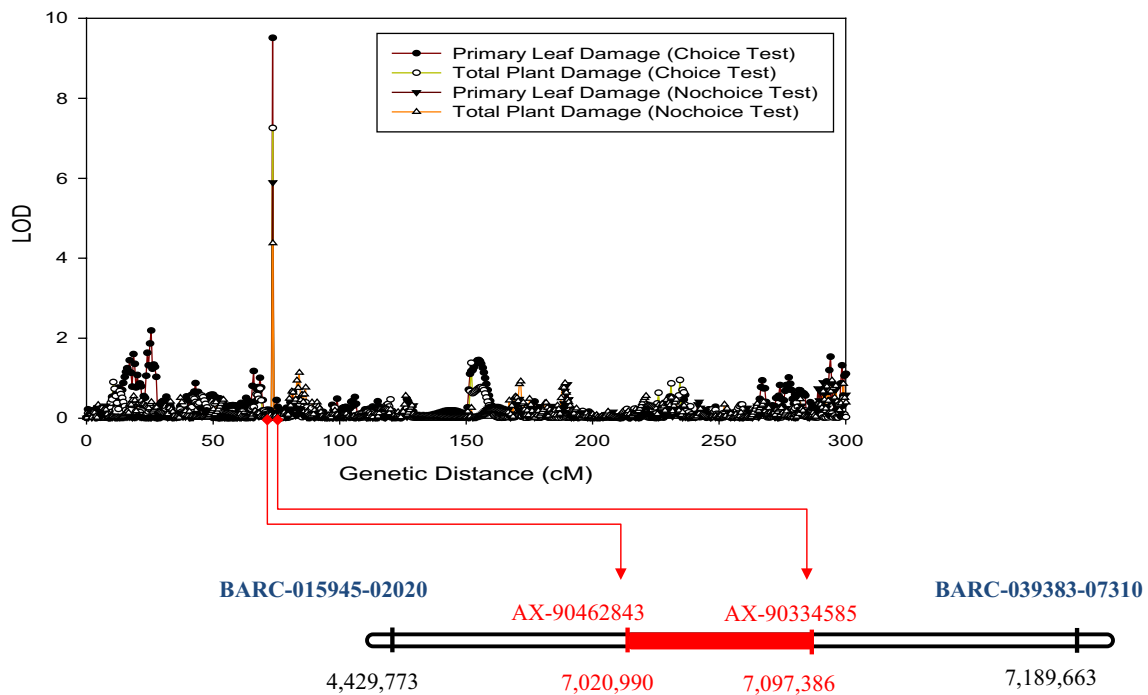 10
8
6
4
2
0
LOD
Primary Leaf Damage (Choice Test)
Total Plant Damage (Choice Test)
Primary Leaf Damage (Nochoice Test)
Total Plant Damage (Nochoice Test)
0 50 100 150 200 250 300
Genetic Distance (cM)
BARC-015945-02020 BARC-039383-07310
AX-90462843 AX-90334585
4,429,773 7,020,990 7,097,386 7,189,663